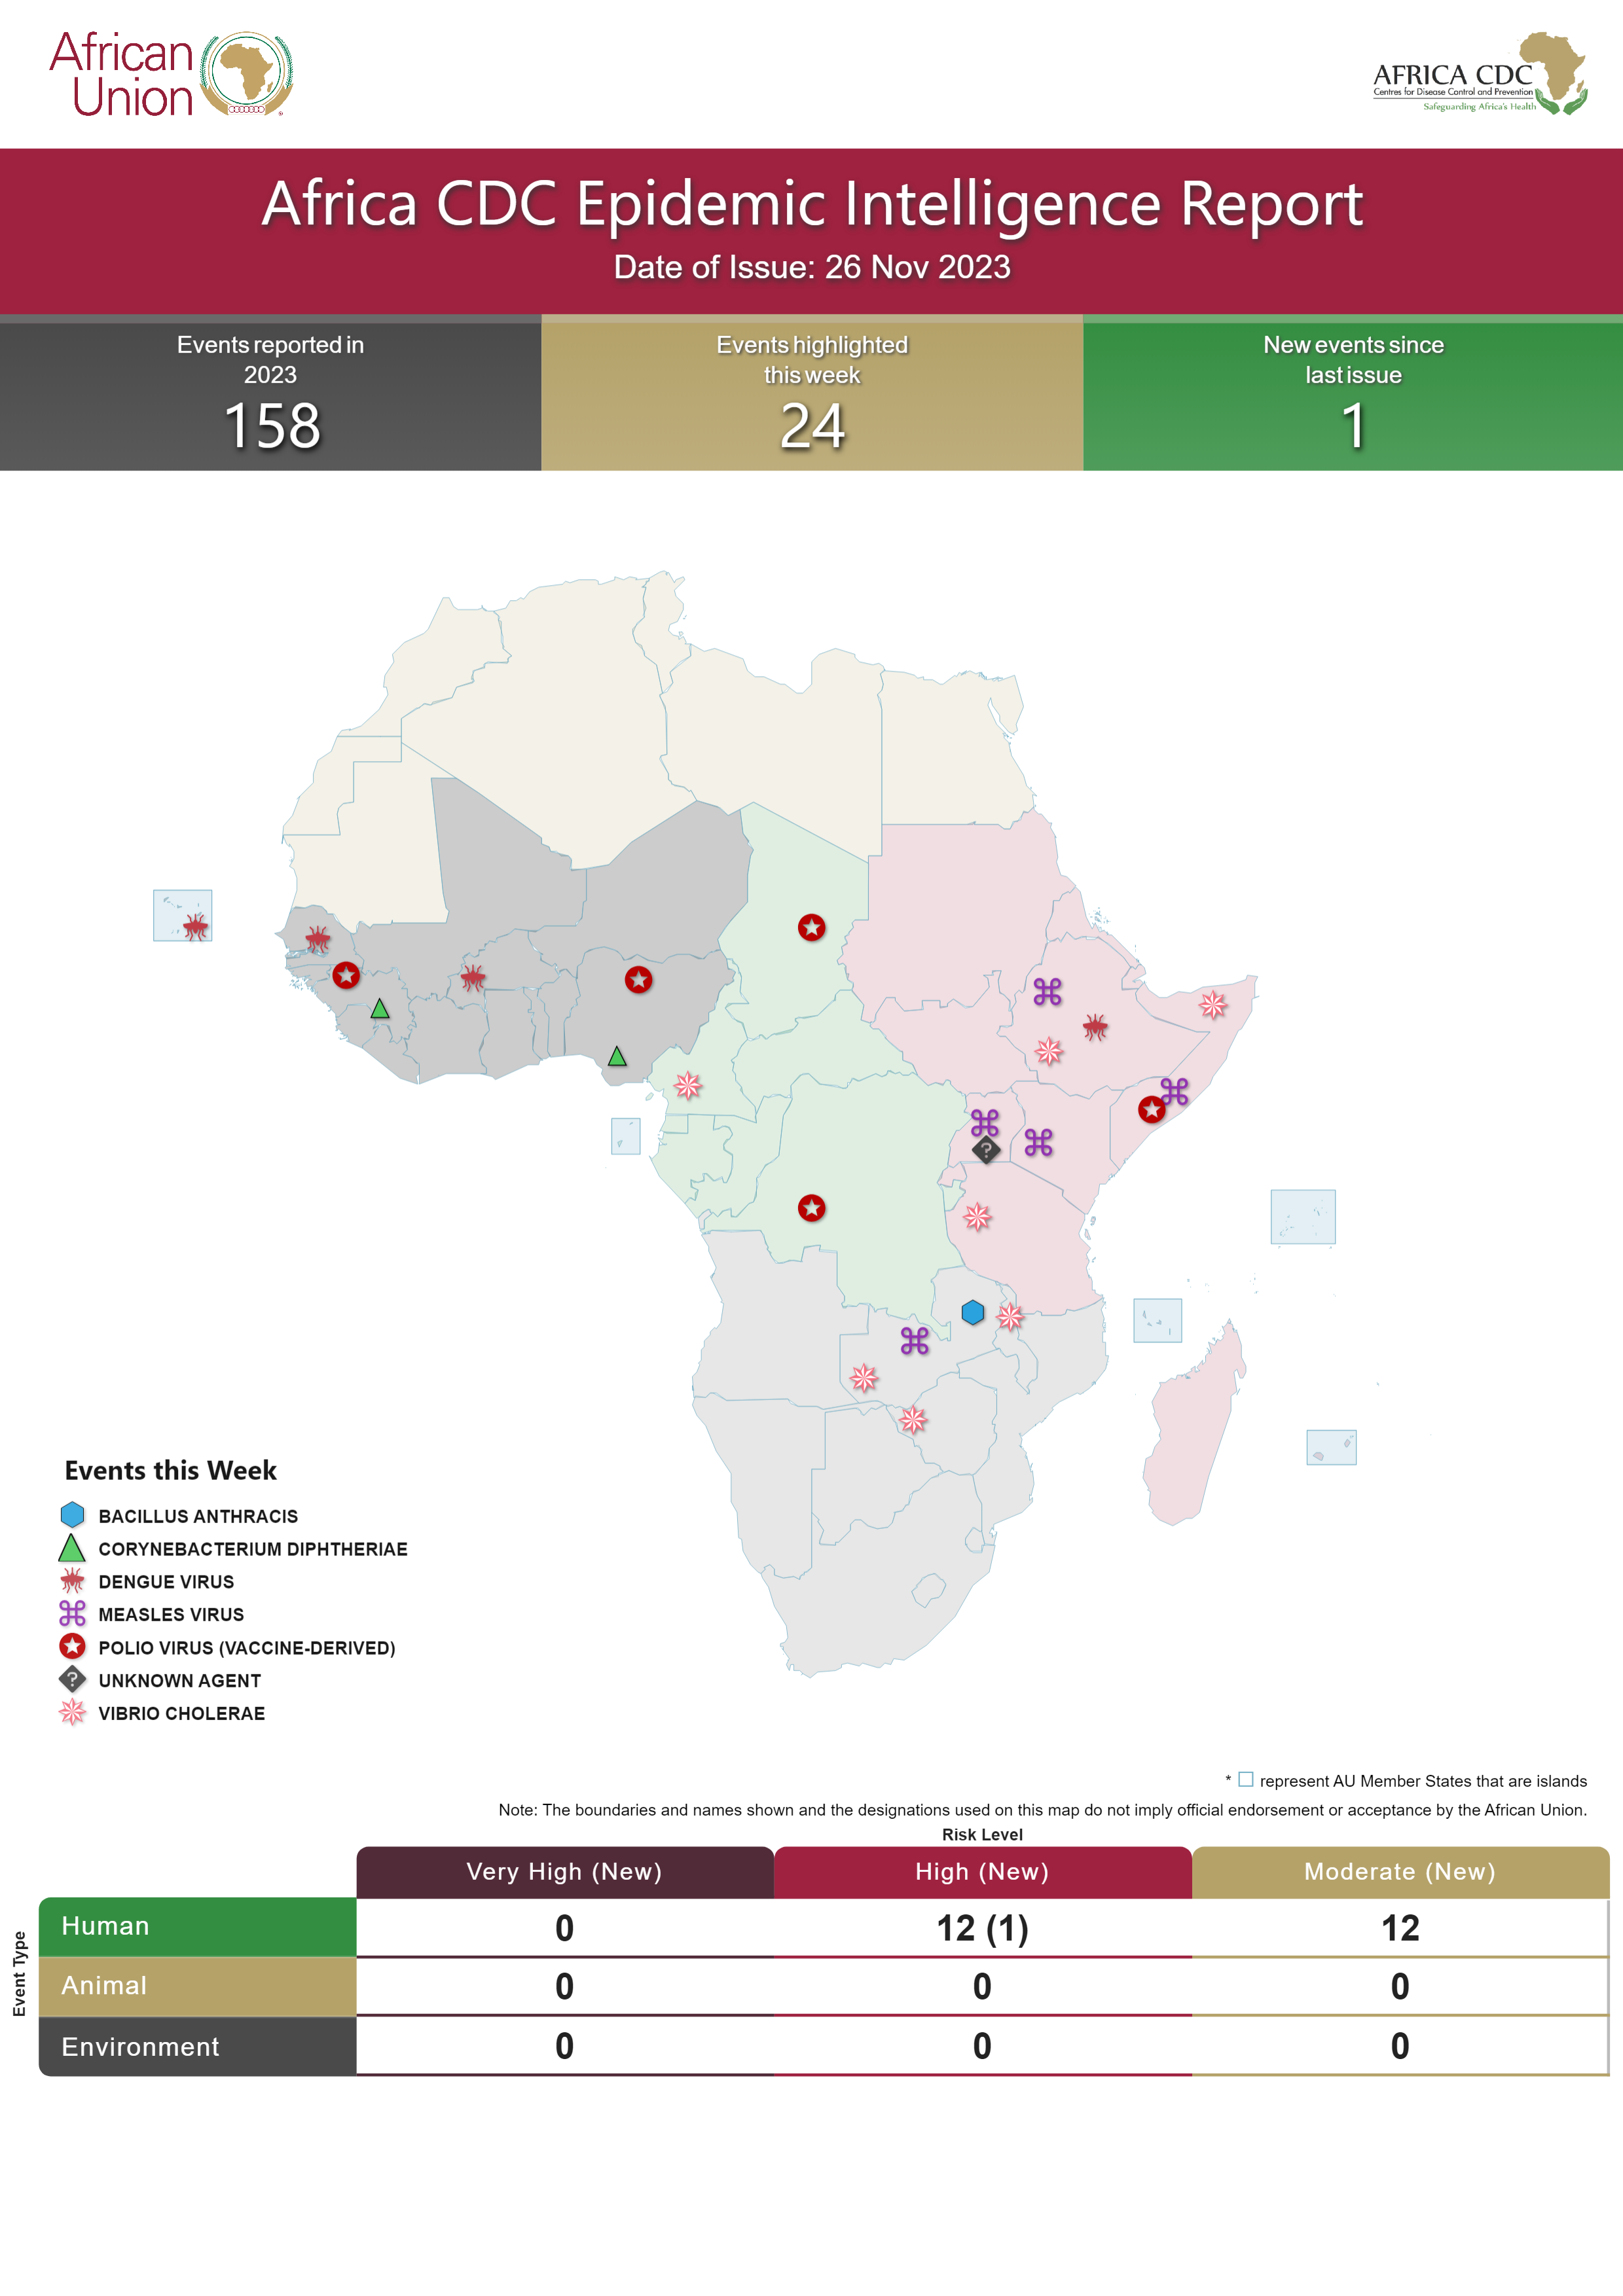 African
Union
AFRICA CDC
Centres for Disease Control and Prevention
Safeguarding Africa's Health
Africa CDC Epidemic Intelligence Report
Date of Issue: 26 Nov 2023
Events reported in
2023
158
Events highlighted
this week
24
New events since
last issue
1
Events this Week
BACILLUS ANTHRACIS
CORYNEBACTERIUM DIPHTHERIAE
DENGUE VIRUS
MEASLES VIRUS
POLIO VIRUS (VACCINE-DERIVED)
UNKNOWN AGENT
VIBRIO CHOLERAE
* represent AU Member States that are islands
Note: The boundaries and names shown and the designations used on this map do not imply official endorsement or acceptance by the African Union.
Risk Level
Very High (New) High (New) Moderate (New)
Event Type
Human 0 12 (1) 12
Animal 0 0 0
Environment 0 0 0